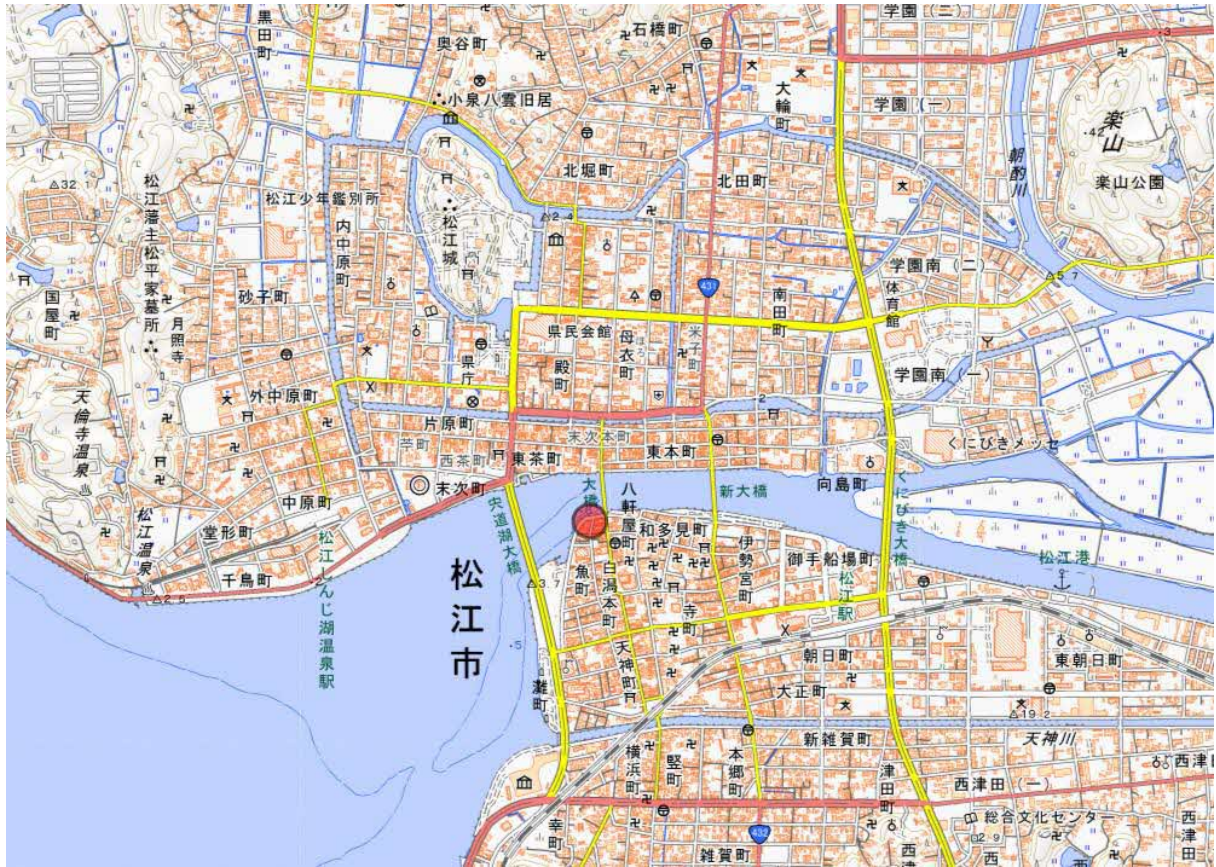 黒田町
奥谷町
石橋町
学園（二）
小泉八雲旧居
大輪町
学園（一）
朝酌川
楽山
楽山公園
北堀町
北田町
松江少年鑑別所
松江城
内中原町
松江藩主松平家墓所
月照寺
国屋町
砂子町
431
学園南（二）
体育館
南田町
県民会館
母衣町
ほろ
米子町
県庁
殿町
学園南（一）
外中原町
天倫寺温泉
片原町
苧町
西茶町
末次本町
東茶町
東本町
くにびきメッセ
末次町
中原町
堂形町
松江温泉
千鳥町
松江しんじ湖温泉駅
宍道湖大橋
八軒屋町
新大橋
向島町
くにびき大橋
和多見町
伊勢宮町
御手船場町
松江駅
松江港
松江市
魚町
白潟本町
寺町
天神町
灘町
朝日町
東朝日町
大正町
新雑賀町
天神川
横浜町
竪町
本郷町
津田町
西津田（一）
西津田
総合文化センター
幸町
432
雑賀町
西津